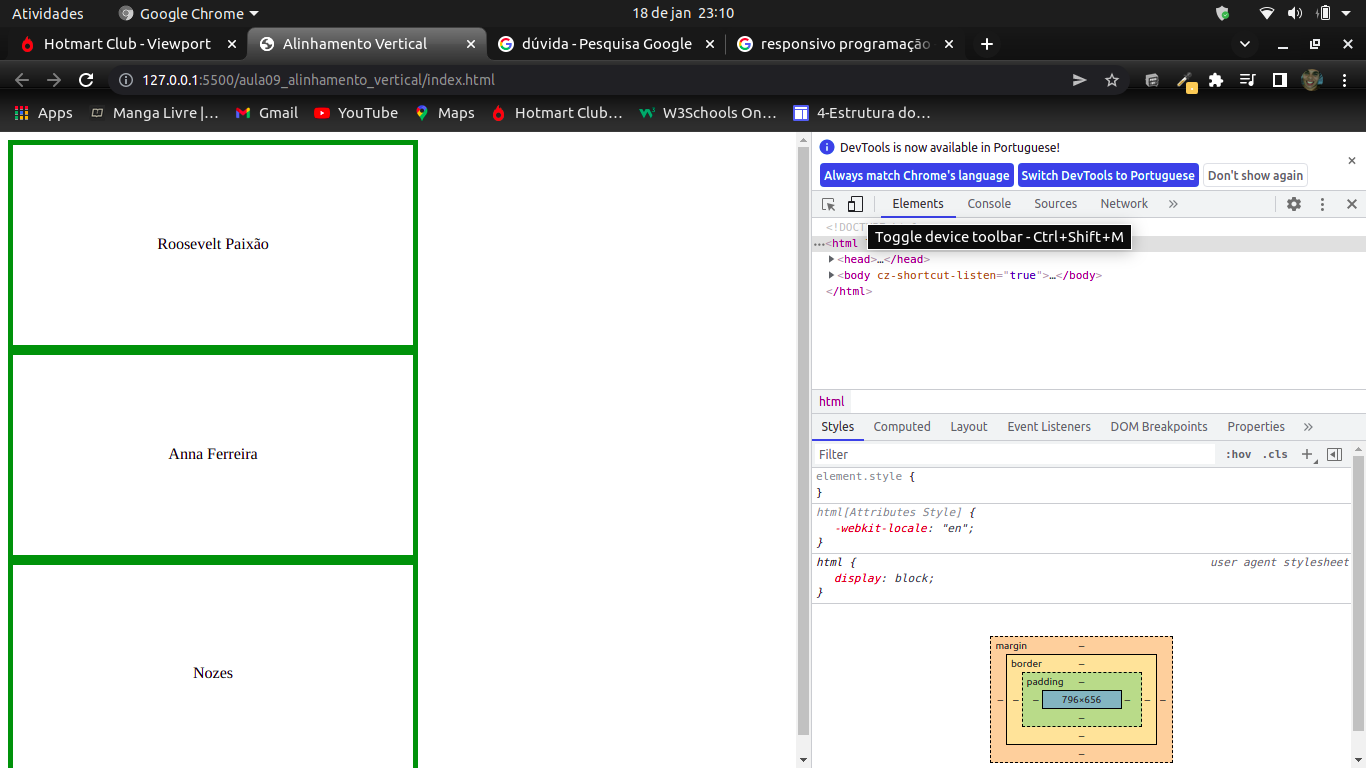 Atividades Google Chrome 18 de jan 23:10
Hotmart Club - Viewport Alinhamento Vertical dúvida - Pesquisa Google responsivo programação
127.0.0.1:5500/aula09_alinhamento_vertical/index.html
Apps Manga Livre |… Gmail YouTube Maps Hotmart Club… W3Schools On… 4-Estrutura do…
Roosevelt Paixão
Anna Ferreira
Nozes
DevTools is now available in Portuguese!
Always match Chrome's language Switch DevTools to Portuguese Don't show again
Elements Console Sources Network »
Toggle device toolbar - Ctrl+Shift+M
…<html
<head>…</head>
<body cz-shortcut-listen="true">…</body>
</html>
html
Styles Computed Layout Event Listeners DOM Breakpoints Properties »
Filter :hov .cls +
element.style {
}
html[Attributes Style] {
-webkit-locale: "en";
}
html { user agent stylesheet
display: block;
}
margin –
border –
padding –
– – – 796×656 – – –
–
–
–